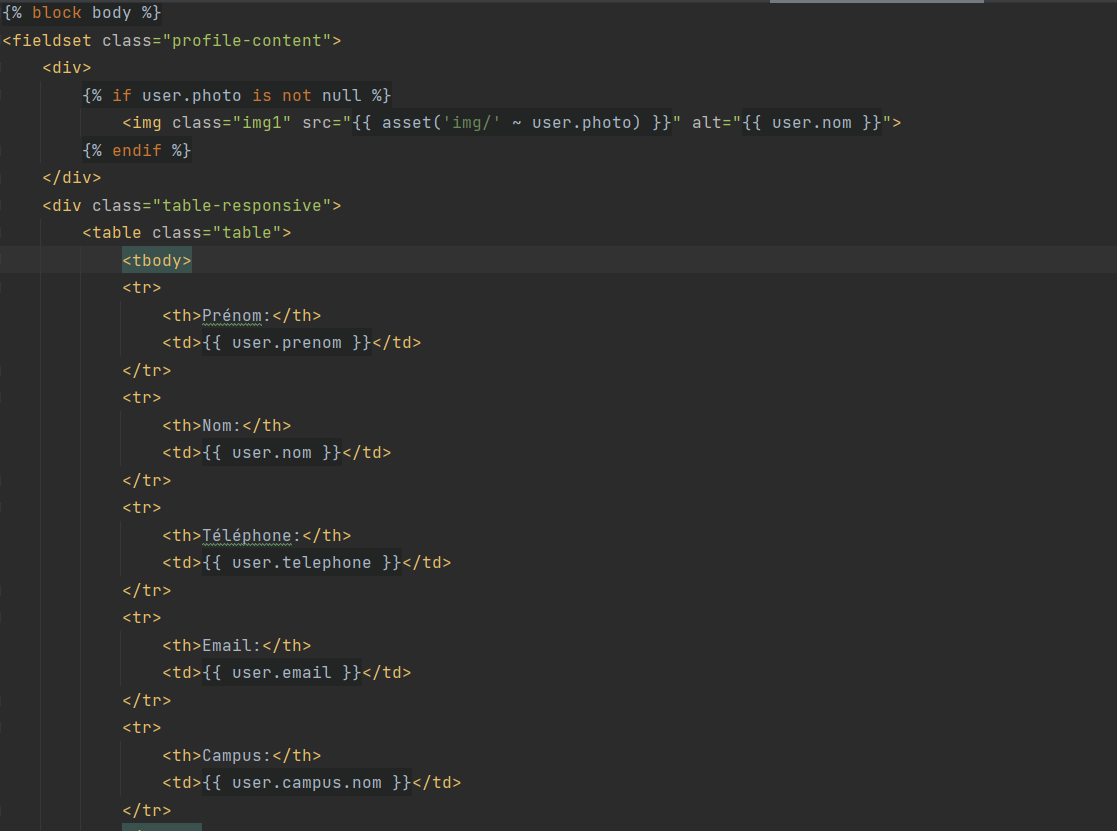 {% block body %}
<fieldset class="profile-content">
    <div>
        {% if user.photo is not null %}
            <img class="img1" src="{{ asset('img/' ~ user.photo) }}" alt="{{ user.nom }}">
        {% endif %}
    </div>
    <div class="table-responsive">
        <table class="table">
            <tbody>
            <tr>
                <th>Prénom:</th>
                <td>{{ user.prenom }}</td>
            </tr>
            <tr>
                <th>Nom:</th>
                <td>{{ user.nom }}</td>
            </tr>
            <tr>
                <th>Téléphone:</th>
                <td>{{ user.telephone }}</td>
            </tr>
            <tr>
                <th>Email:</th>
                <td>{{ user.email }}</td>
            </tr>
            <tr>
                <th>Campus:</th>
                <td>{{ user.campus.nom }}</td>
            </tr>